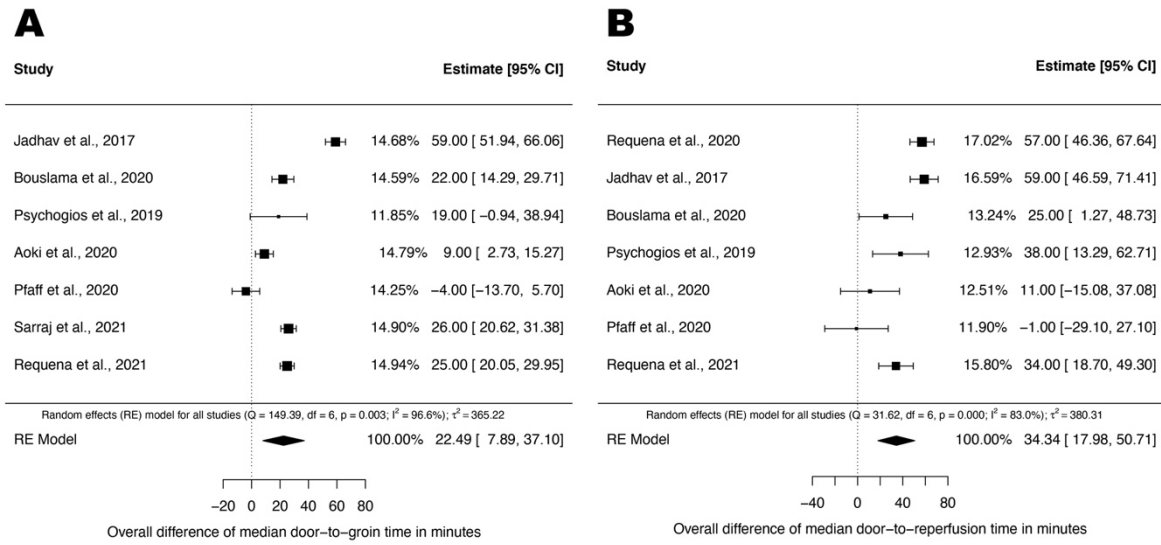 A
Study Estimate [95% CI]
Jadhav et al., 2017 14.68% 59.00 [ 51.94, 66.06]
Bouslama et al., 2020 14.59% 22.00 [ 14.29, 29.71]
Psychogios et al., 2019 11.85% 19.00 [ −0.94, 38.94]
Aoki et al., 2020 14.79% 9.00 [ 2.73, 15.27]
Pfaff et al., 2020 14.25% −4.00 [−13.70, 5.70]
Sarraj et al., 2021 14.90% 26.00 [ 20.62, 31.38]
Requena et al., 2021 14.94% 25.00 [ 20.05, 29.95]
Random effects (RE) model for all studies (Q = 149.39, df = 6, p = 0.003; I² = 96.6%); τ² = 365.22
RE Model 100.00% 22.49 [ 7.89, 37.10]
−20 0 20 40 60 80
Overall difference of median door−to−groin time in minutes
B
Study Estimate [95% CI]
Requena et al., 2020 17.02% 57.00 [ 46.36, 67.64]
Jadhav et al., 2017 16.59% 59.00 [ 46.59, 71.41]
Bouslama et al., 2020 13.24% 25.00 [ 1.27, 48.73]
Psychogios et al., 2019 12.93% 38.00 [ 13.29, 62.71]
Aoki et al., 2020 12.51% 11.00 [−15.08, 37.08]
Pfaff et al., 2020 11.90% −1.00 [−29.10, 27.10]
Requena et al., 2021 15.80% 34.00 [ 18.70, 49.30]
Random effects (RE) model for all studies (Q = 31.62, df = 6, p = 0.000; I² = 83.0%); τ² = 380.31
RE Model 100.00% 34.34 [ 17.98, 50.71]
−40 0 40 80
Overall difference of median door−to−reperfusion time in minutes